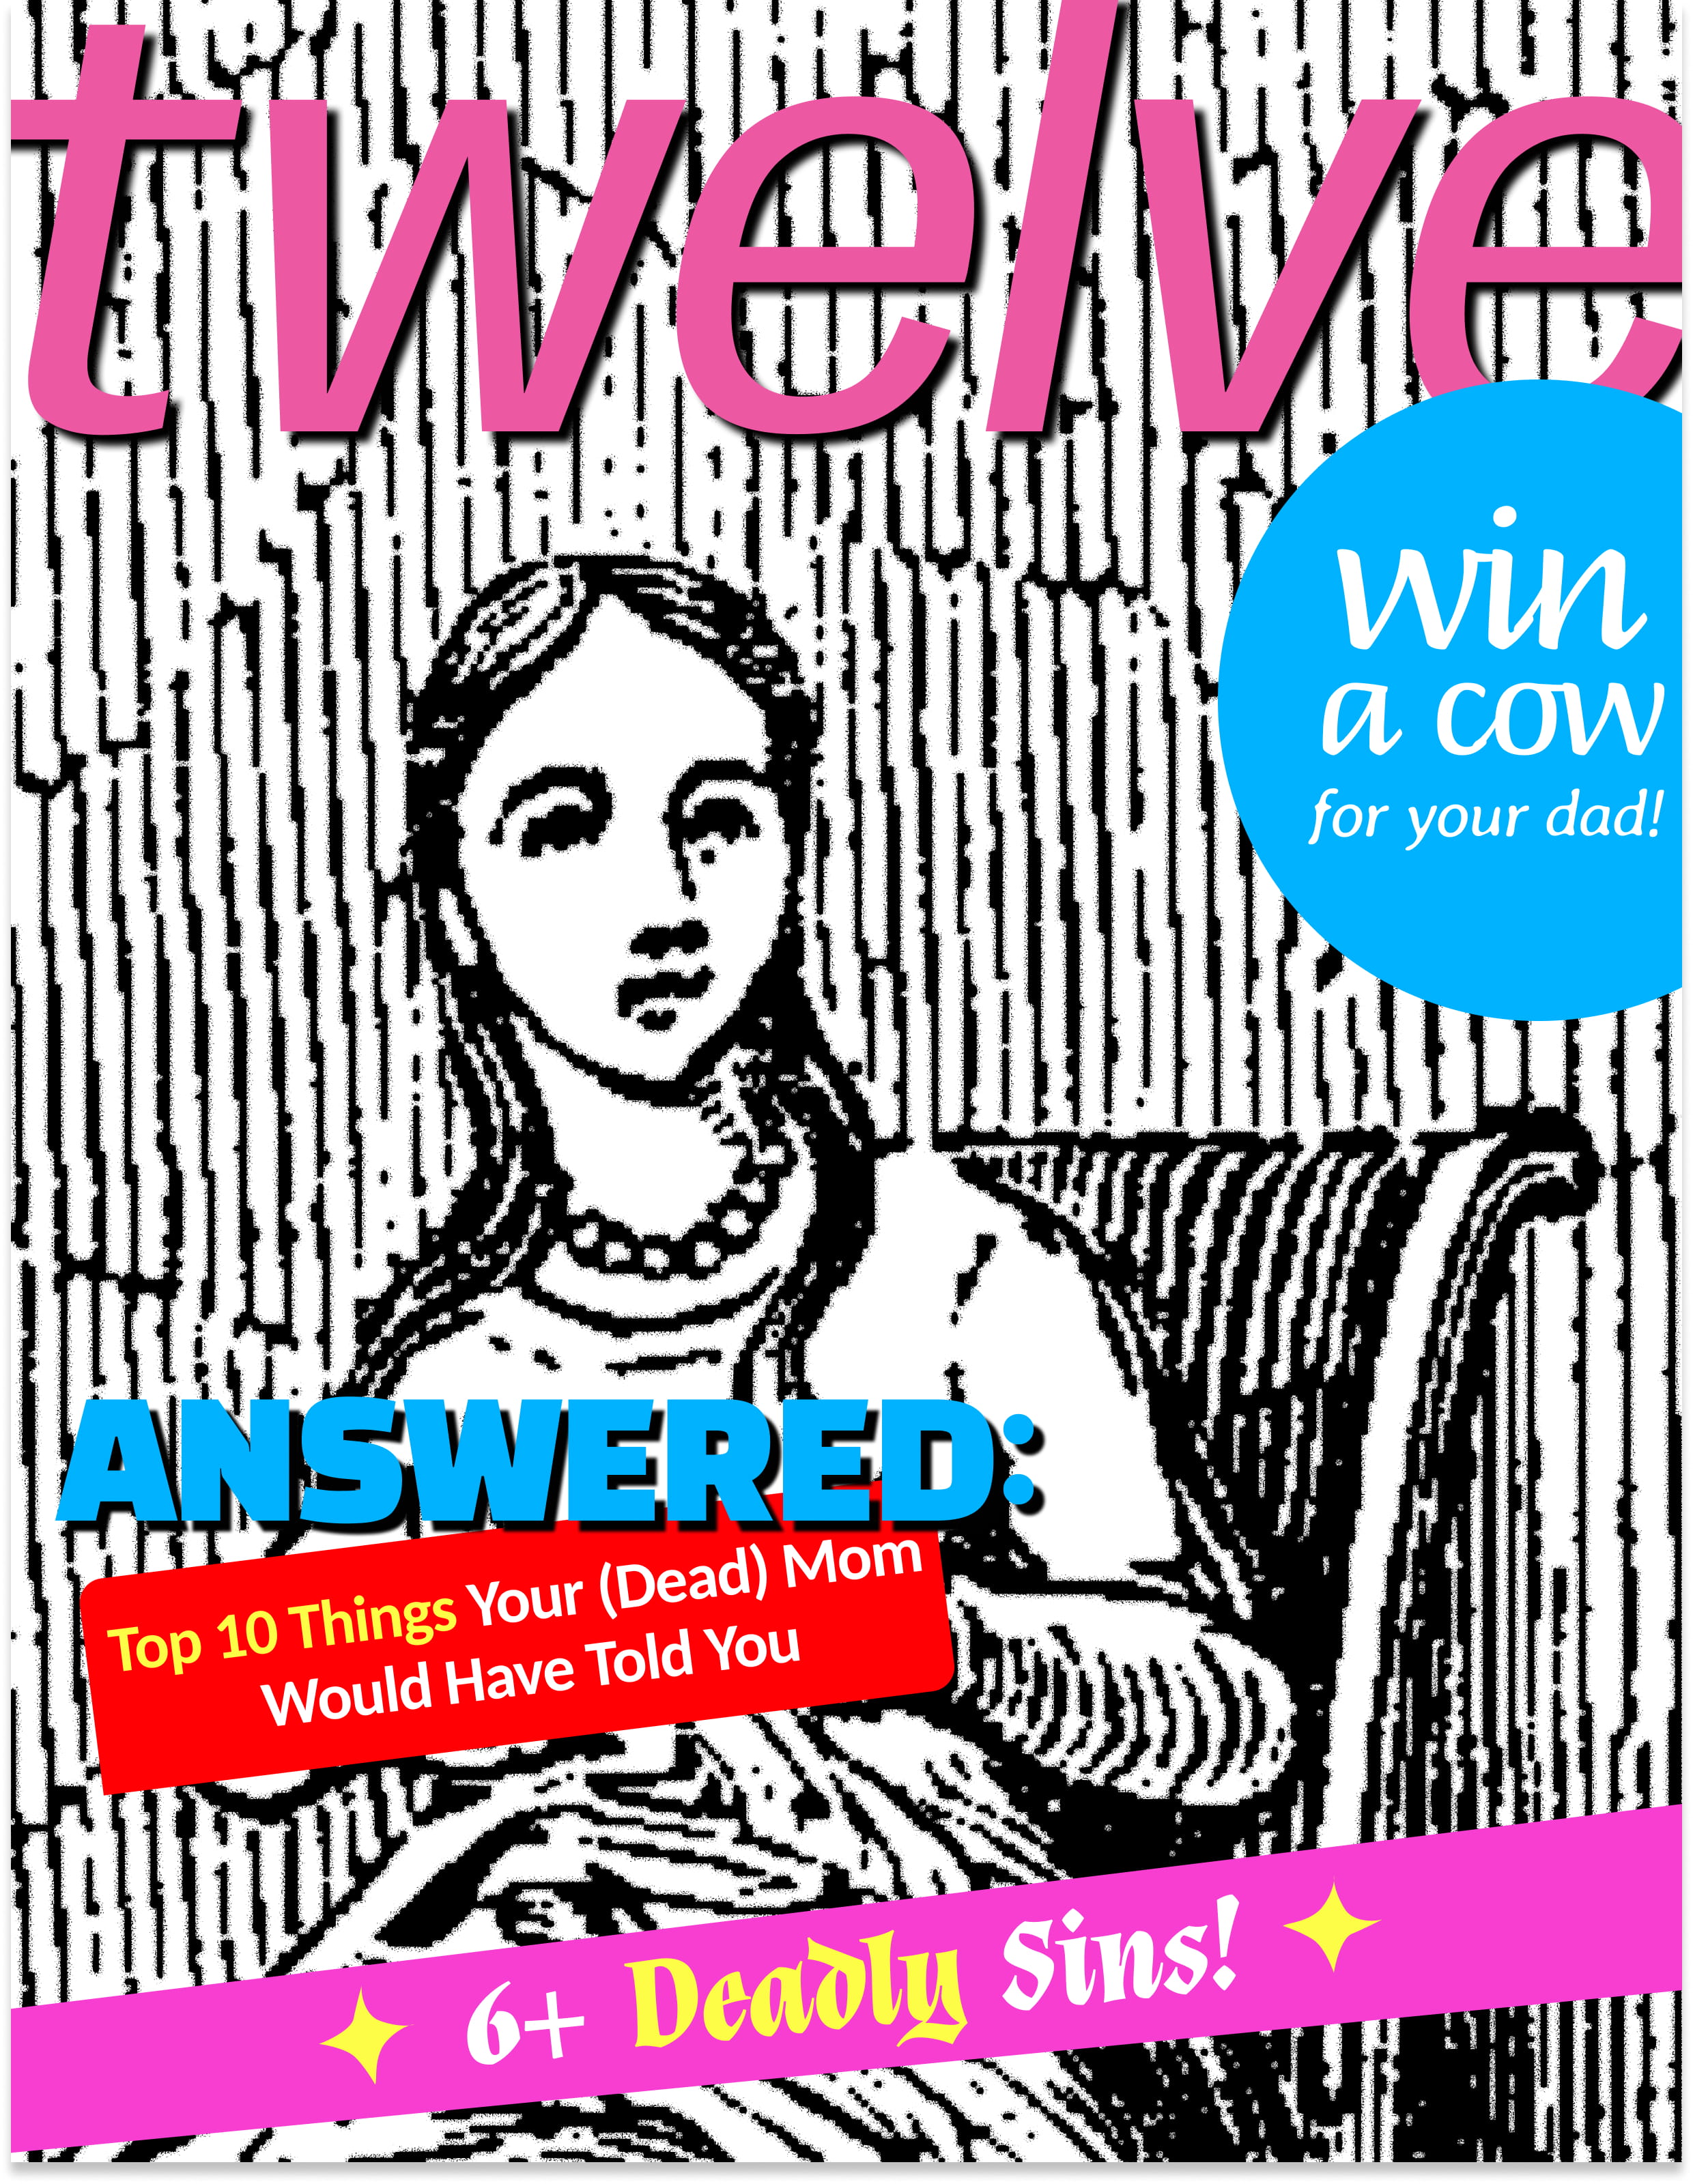 twelve
win
a cow
for your dad!
ANSWERED:
Top 10 Things Your (Dead) Mom
Would Have Told You
6+ Deadly Sins!